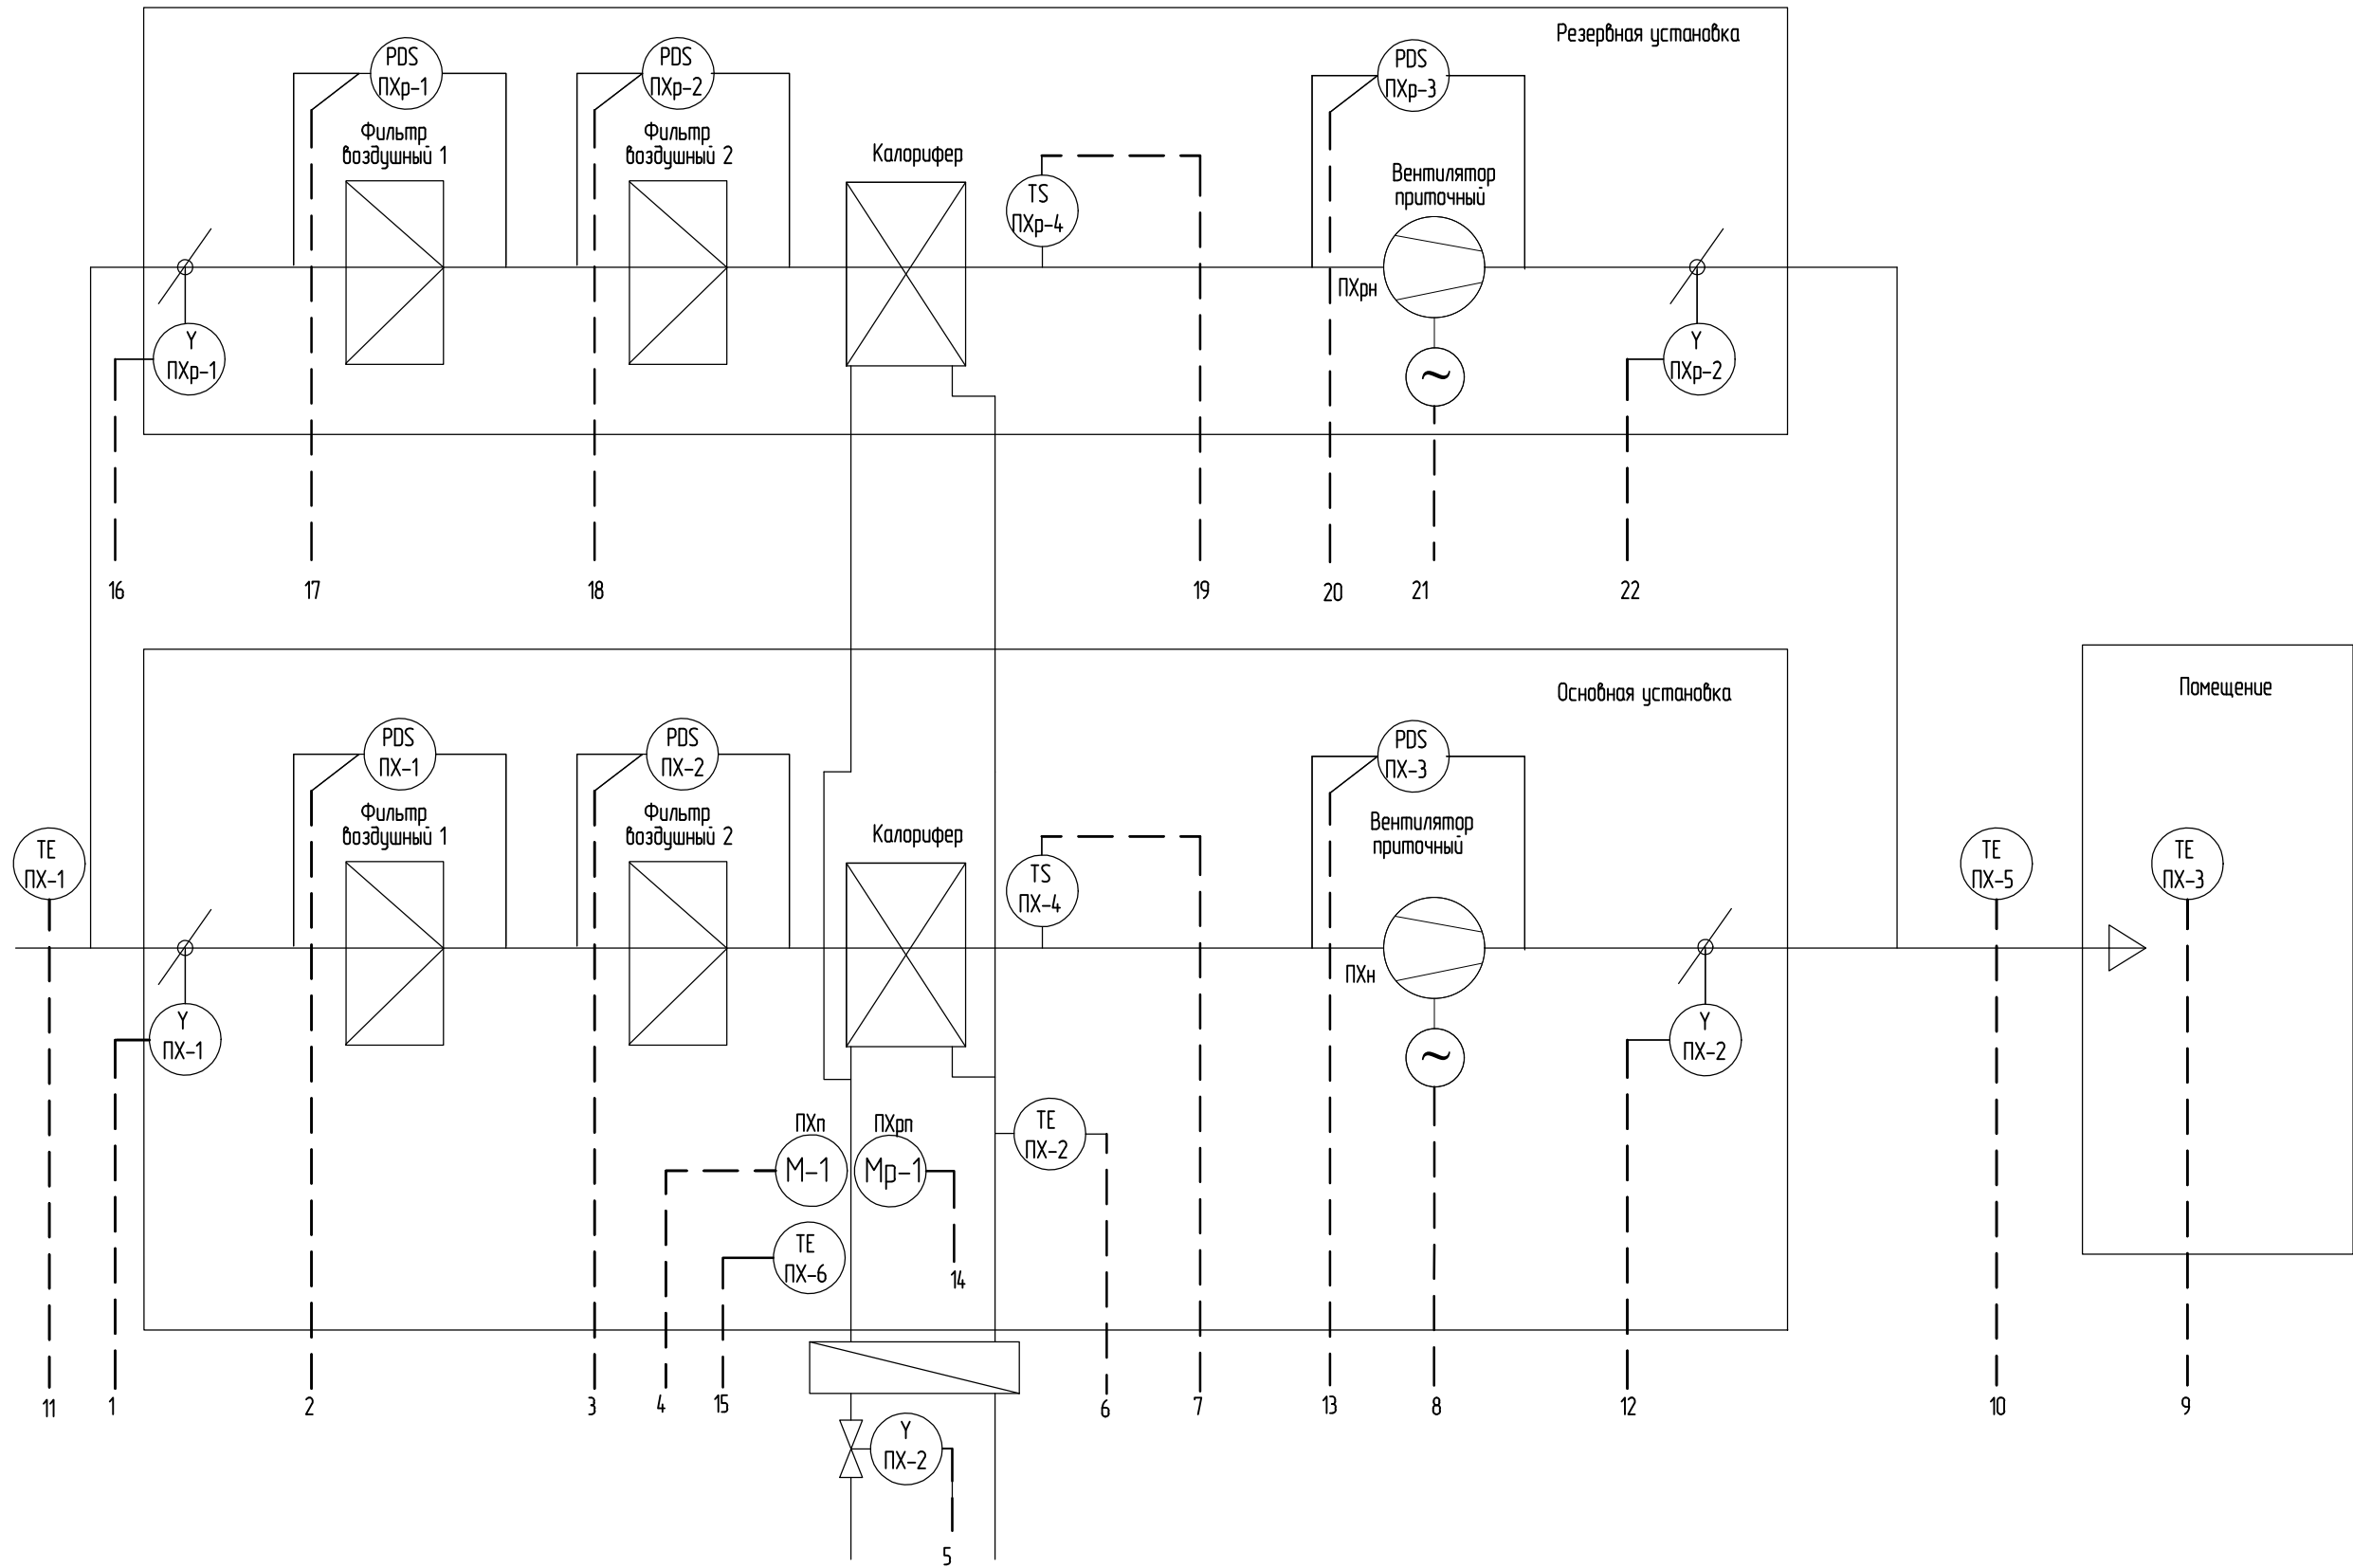 Резервная установка
PDS
ПХр-1
PDS
ПХр-2
PDS
ПХр-3
Фильтр
воздушный 1
Фильтр
воздушный 2
Калорифер
TS
ПХр-4
Вентилятор
приточный
ПХрн
Y
ПХр-1
~
Y
ПХр-2
16
17
18
19
20
21
22
Основная установка
Помещение
PDS
ПХ-1
PDS
ПХ-2
PDS
ПХ-3
Фильтр
воздушный 1
Фильтр
воздушный 2
Калорифер
Вентилятор
приточный
TE
ПХ-1
TS
ПХ-4
TE
ПХ-5
TE
ПХ-3
ПХн
Y
ПХ-1
~
Y
ПХ-2
ПХп
М-1
ПХрп
Мр-1
TE
ПХ-2
TE
ПХ-6
14
11
1
2
3
4
15
6
7
13
8
12
10
9
Y
ПХ-2
5